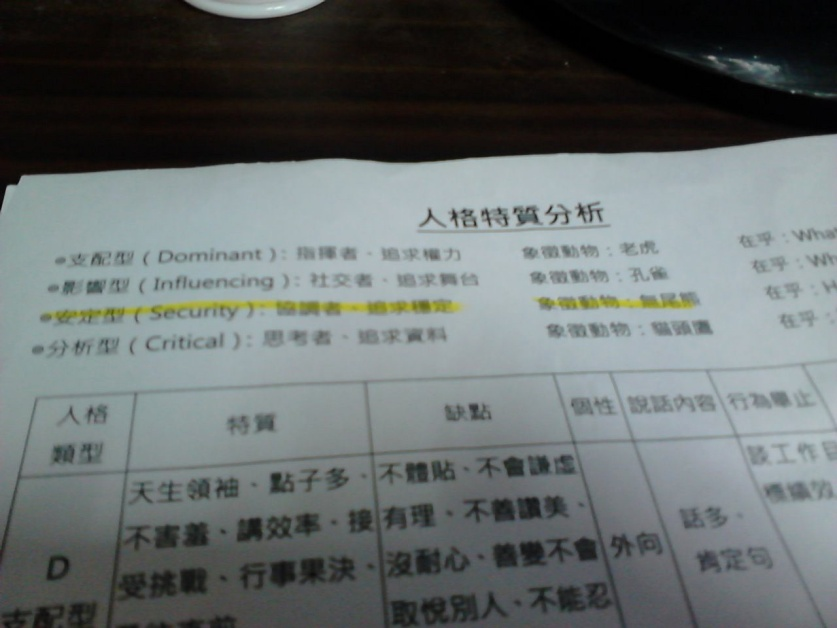 人格特質分析
●支配型（Dominant）：指揮者、追求權力 象徵動物：老虎 在乎：What
●影響型（Influencing）：社交者、追求舞台 象徵動物：孔雀 在乎：Wh
●安定型（Security）：協調者、追求穩定 象徵動物：無尾熊 在乎：H
●分析型（Critical）：思考者、追求資料 象徵動物：貓頭鷹 在乎：
人格類型 特質 缺點 個性 說話內容 行為舉止
D
支配型
天生領袖、點子多、
不害羞、講效率、接
受挑戰、行事果決、
不體貼、不會謙虛
有理、不善讚美、
沒耐心、善變不會
取悅別人、不能忍
外向
話多、
肯定句
談工作目
標績效